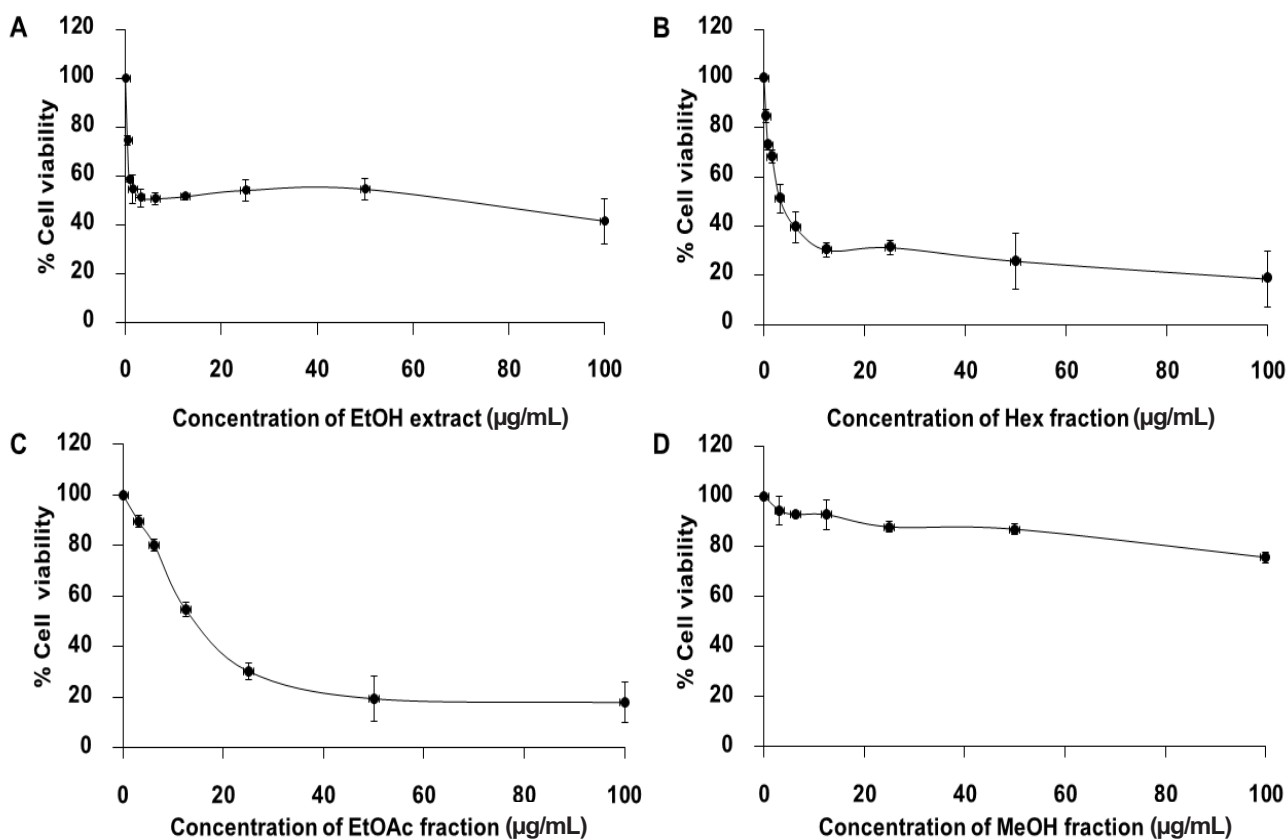 A
% Cell viability
120
100
80
60
40
20
0
0 20 40 60 80 100
Concentration of EtOH extract (µg/mL)
B
% Cell viability
120
100
80
60
40
20
0
0 20 40 60 80 100
Concentration of Hex fraction (µg/mL)
C
% Cell viability
120
100
80
60
40
20
0
0 20 40 60 80 100
Concentration of EtOAc fraction (µg/mL)
D
% Cell viability
120
100
80
60
40
20
0
0 20 40 60 80 100
Concentration of MeOH fraction (µg/mL)